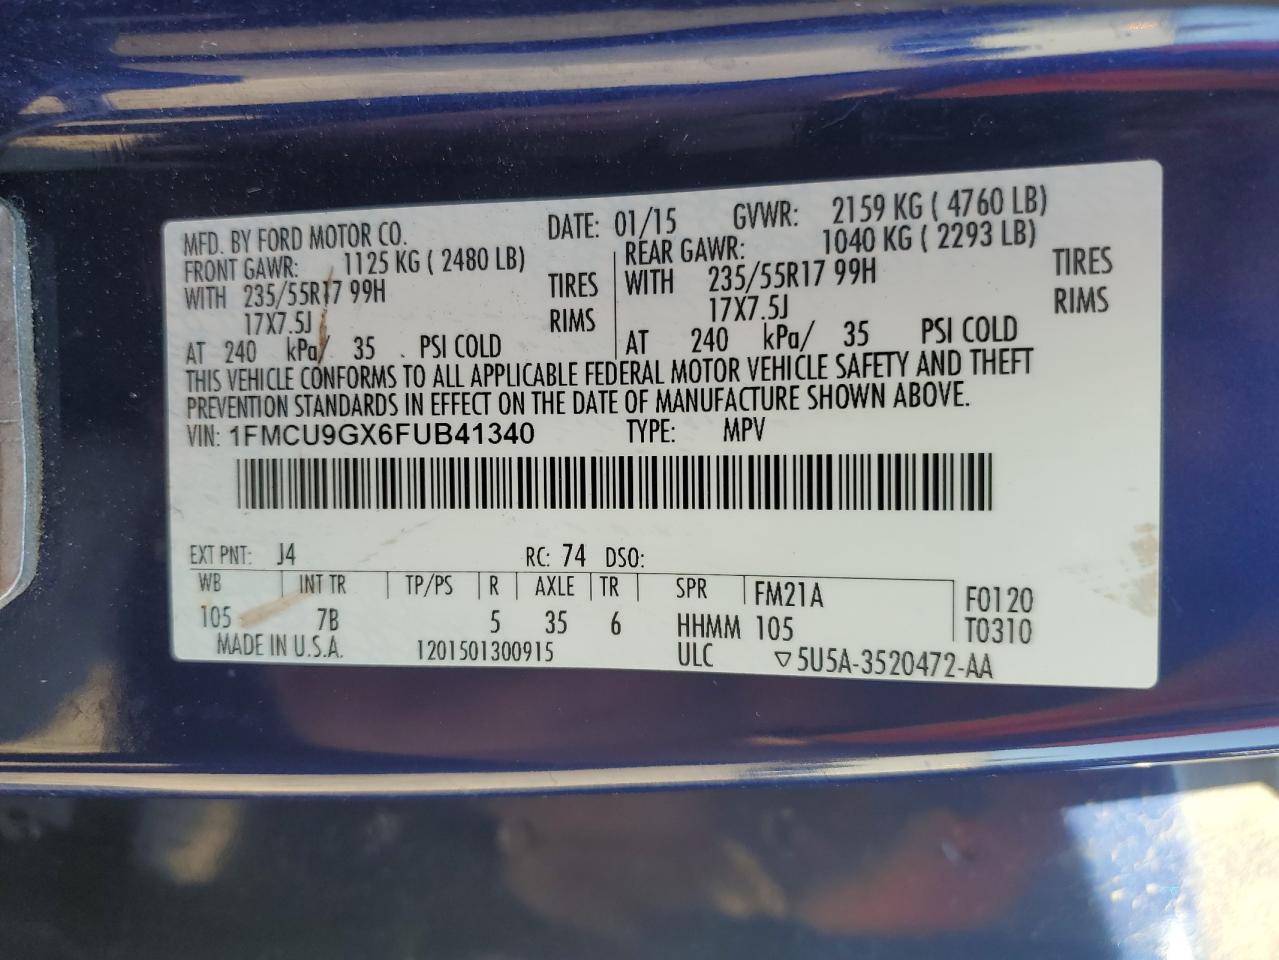 MFD. BY FORD MOTOR CO. DATE: 01/15 GVWR: 2159 KG ( 4760 LB)
FRONT GAWR: 1125 KG ( 2480 LB) REAR GAWR: 1040 KG ( 2293 LB)
WITH 235/55R17 99H TIRES WITH 235/55R17 99H TIRES
17X7.5J RIMS 17X7.5J RIMS
AT 240 kPa/ 35 PSI COLD AT 240 kPa/ 35 PSI COLD
THIS VEHICLE CONFORMS TO ALL APPLICABLE FEDERAL MOTOR VEHICLE SAFETY AND THEFT
PREVENTION STANDARDS IN EFFECT ON THE DATE OF MANUFACTURE SHOWN ABOVE.
VIN: 1FMCU9GX6FUB41340 TYPE: MPV
EXT PNT: J4 RC: 74 DSO:
WB INT TR TP/PS R AXLE TR SPR FM21A F0120
105 7B 5 35 6 HHMM 105 T0310
MADE IN U.S.A. 1201501300915 ULC ▽5U5A-3520472-AA